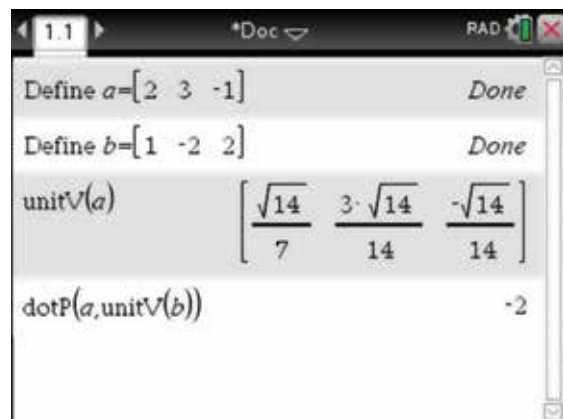 1.1 *Doc RAD
Define a=[2 3 -1] Done
Define b=[1 -2 2] Done
unitV(a) [√14/7 3·√14/14 -√14/14]
dotP(a,unitV(b)) -2